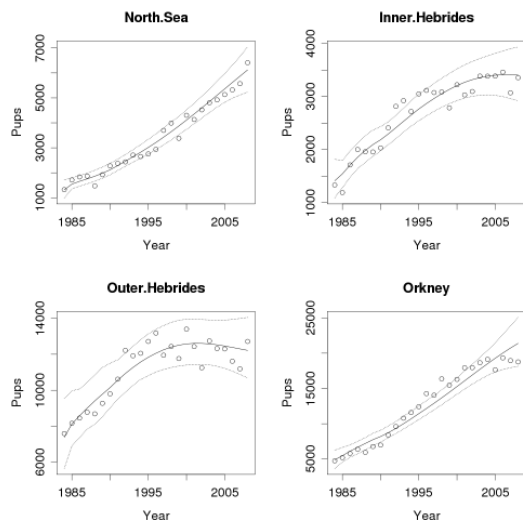 North.Sea
Pups
1000
3000
5000
7000
1985
1995
2005
Year
Inner.Hebrides
Pups
1000
2000
3000
4000
1985
1995
2005
Year
Outer.Hebrides
Pups
6000
10000
14000
1985
1995
2005
Year
Orkney
Pups
5000
15000
25000
1985
1995
2005
Year